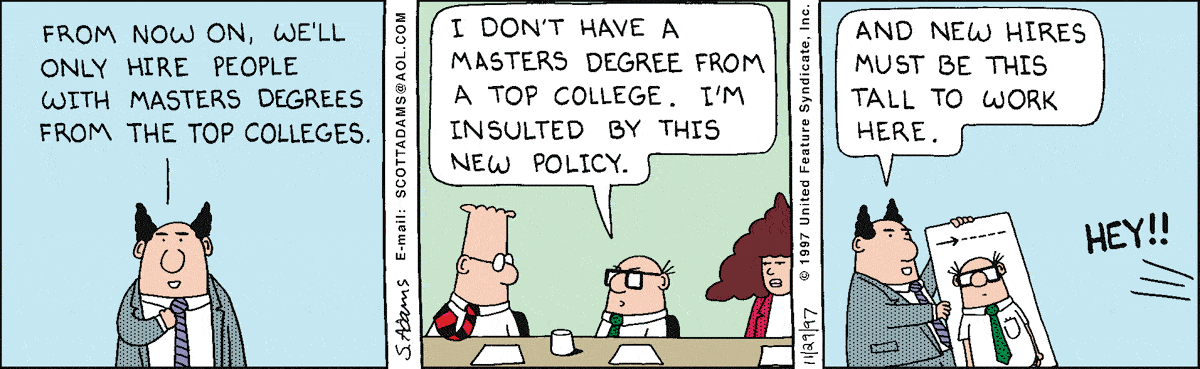 FROM NOW ON, WE'LL
ONLY HIRE PEOPLE
WITH MASTERS DEGREES
FROM THE TOP COLLEGES.
S. Adams E-mail: SCOTTADAMS@AOL.COM
I DON'T HAVE A
MASTERS DEGREE FROM
A TOP COLLEGE. I'M
INSULTED BY THIS
NEW POLICY.
11/29/97 © 1997 United Feature Syndicate, Inc.
AND NEW HIRES
MUST BE THIS
TALL TO WORK
HERE.
HEY!!